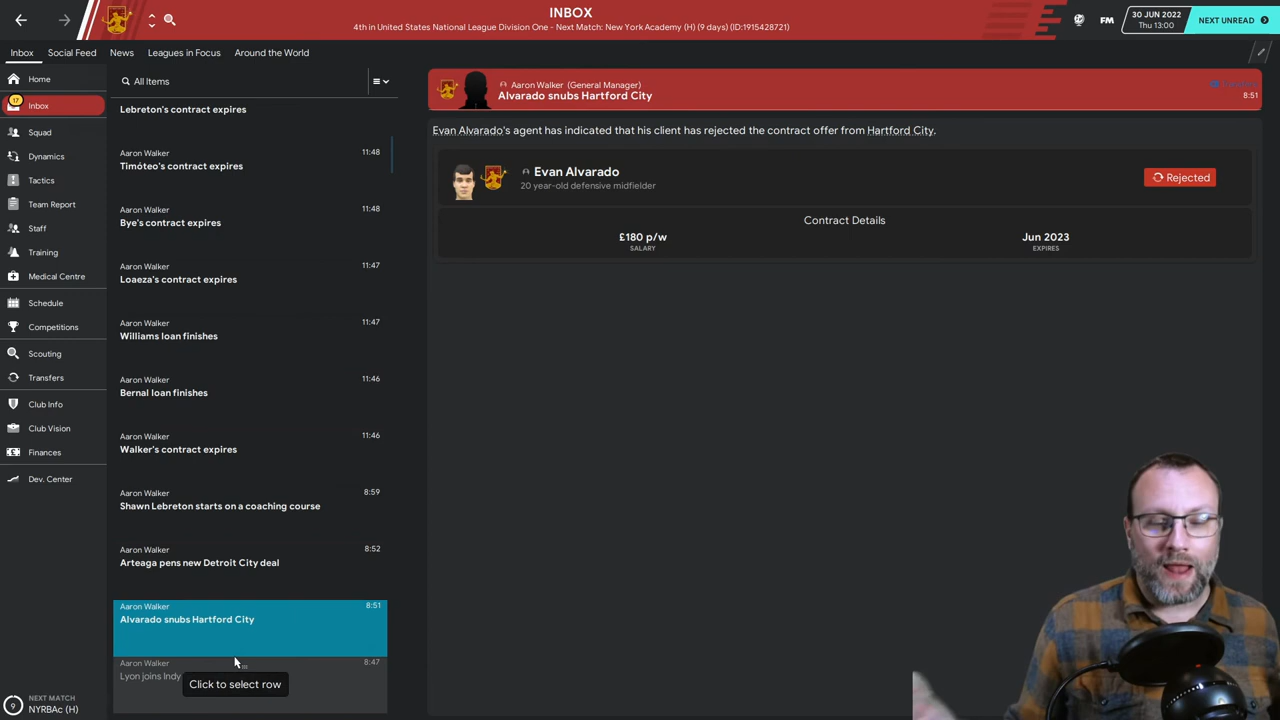 INBOX
4th in United States National League Division One - Next Match: New York Academy (H) (9 days) (ID:1915428721)
FM
30 JUN 2022
Thu 13:00
NEXT UNREAD
Inbox
Social Feed
News
Leagues in Focus
Around the World
Home
17
Inbox
Squad
Dynamics
Tactics
Team Report
Staff
Training
Medical Centre
Schedule
Competitions
Scouting
Transfers
Club Info
Club Vision
Finances
Dev. Center
9
NEXT MATCH
NYRBAc (H)
All Items
Lebreton's contract expires
Aaron Walker 11:48
Timóteo's contract expires
Aaron Walker 11:48
Bye's contract expires
Aaron Walker 11:47
Loaeza's contract expires
Aaron Walker 11:47
Williams loan finishes
Aaron Walker 11:46
Bernal loan finishes
Aaron Walker 11:46
Walker's contract expires
Aaron Walker 8:59
Shawn Lebreton starts on a coaching course
Aaron Walker 8:52
Arteaga pens new Detroit City deal
Aaron Walker 8:51
Alvarado snubs Hartford City
Aaron Walker 8:47
Lyon joins Indy
Click to select row
Aaron Walker (General Manager)
Alvarado snubs Hartford City
8:51
Evan Alvarado's agent has indicated that his client has rejected the contract offer from Hartford City.
Evan Alvarado
20 year-old defensive midfielder
Rejected
Contract Details
£180 p/w
SALARY
Jun 2023
EXPIRES